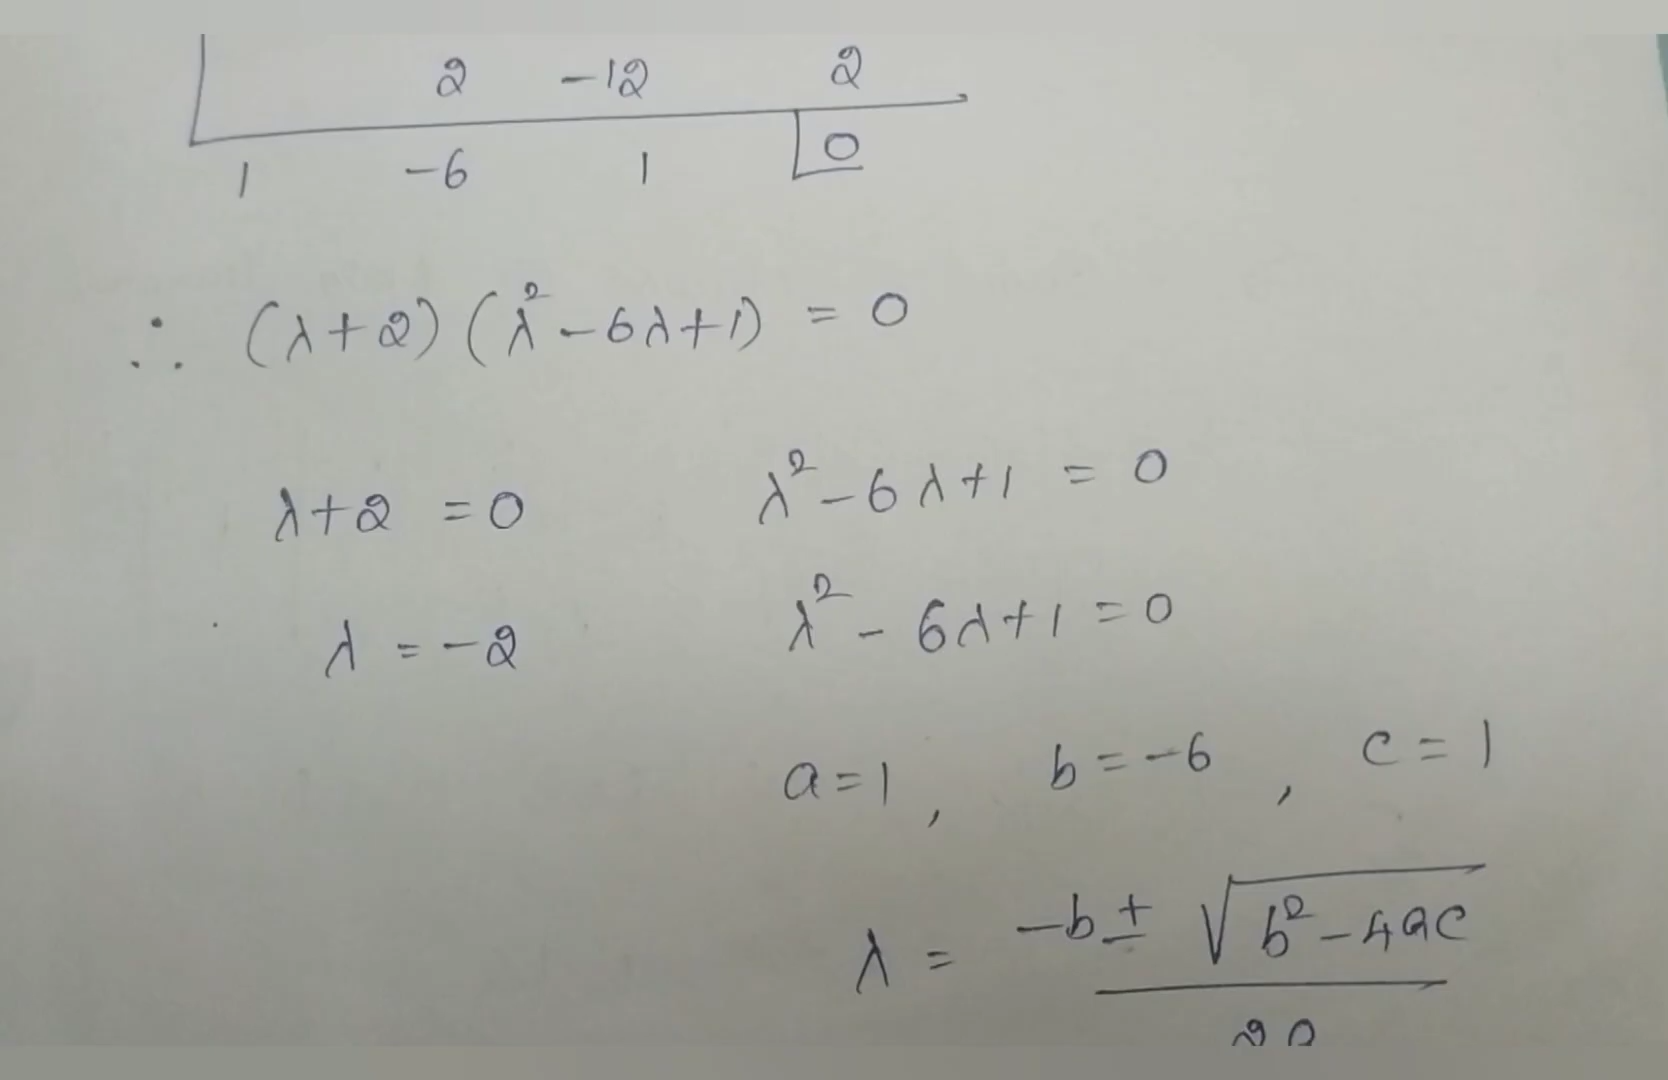 2 -12 2
1 -6 1 0
∴ (λ+2) (λ²-6λ+1) = 0
λ+2 = 0 λ²-6λ+1 = 0
λ = -2 λ²-6λ+1 = 0
a=1, b=-6, c=1
λ = -b ± √b²-4ac
2a